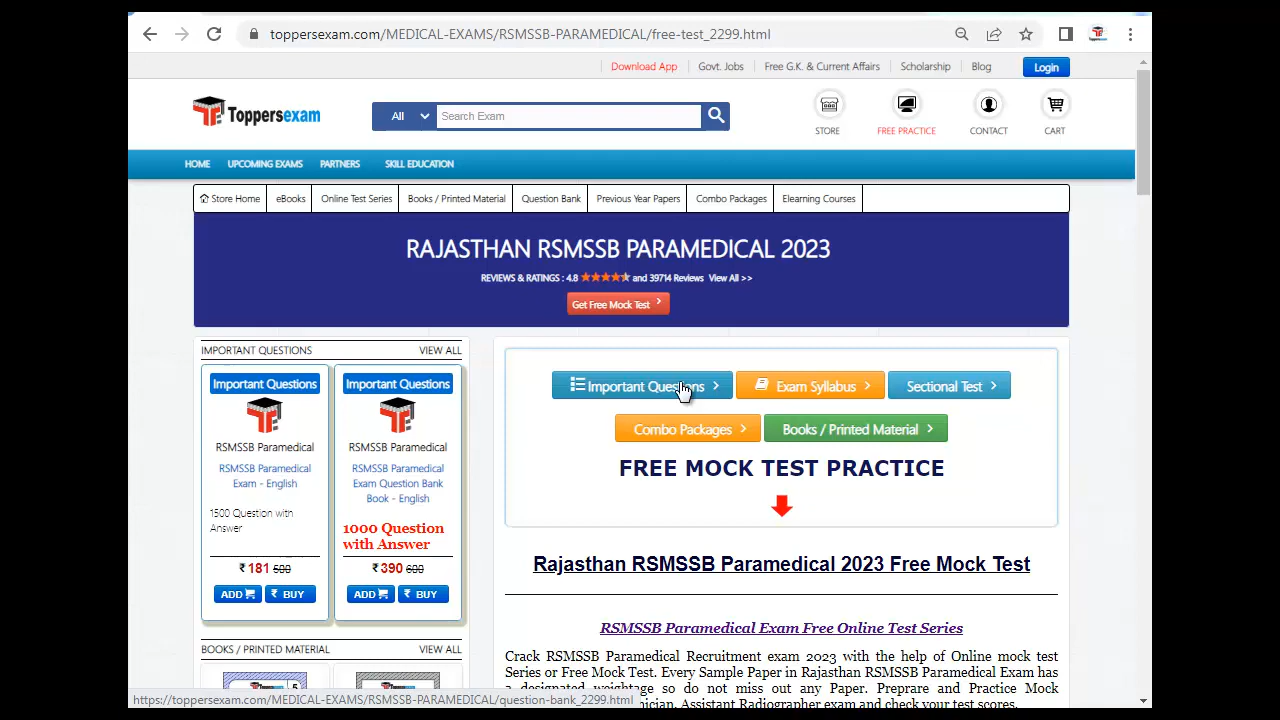 toppersexam.com/MEDICAL-EXAMS/RSMSSB-PARAMEDICAL/free-test_2299.html
Download App Govt. Jobs Free G.K. & Current Affairs Scholarship Blog Login
Toppersexam All Search Exam
STORE FREE PRACTICE CONTACT CART
HOME UPCOMING EXAMS PARTNERS SKILL EDUCATION
Store Home eBooks Online Test Series Books / Printed Material Question Bank Previous Year Papers Combo Packages Elearning Courses
RAJASTHAN RSMSSB PARAMEDICAL 2023
REVIEWS & RATINGS : 4.8 and 39714 Reviews View All >>
Get Free Mock Test
IMPORTANT QUESTIONS VIEW ALL
Important Questions
RSMSSB Paramedical
RSMSSB Paramedical
Exam - English
1500 Question with
Answer
₹ 181 500
ADD ₹ BUY
Important Questions
RSMSSB Paramedical
RSMSSB Paramedical
Exam Question Bank
Book - English
1000 Question
with Answer
₹ 390 600
ADD ₹ BUY
BOOKS / PRINTED MATERIAL VIEW ALL
5
Important Questions Exam Syllabus Sectional Test
Combo Packages Books / Printed Material
FREE MOCK TEST PRACTICE
Rajasthan RSMSSB Paramedical 2023 Free Mock Test
RSMSSB Paramedical Exam Free Online Test Series
Crack RSMSSB Paramedical Recruitment exam 2023 with the help of Online mock test
Series or Free Mock Test. Every Sample Paper in Rajasthan RSMSSB Paramedical Exam has
a designated weightage so do not miss out any Paper. Preprare and Practice Mock
Assistant Radiographer exam and check your test scores.
https://toppersexam.com/MEDICAL-EXAMS/RSMSSB-PARAMEDICAL/question-bank_2299.html